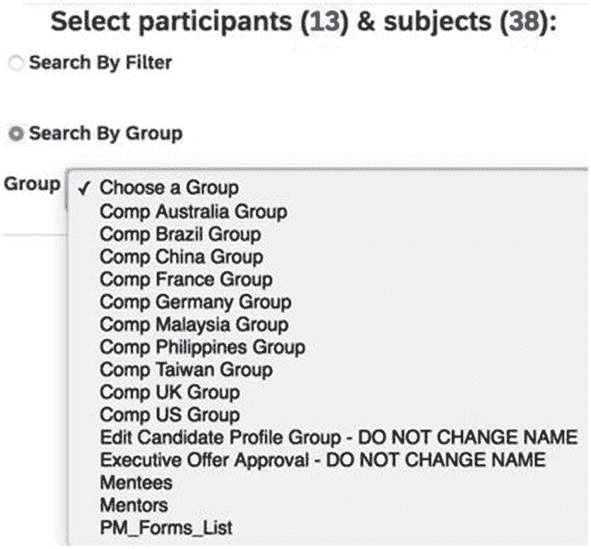 Select participants (13) & subjects (38):
Search By Filter
Search By Group
Group ✓ Choose a Group
Comp Australia Group
Comp Brazil Group
Comp China Group
Comp France Group
Comp Germany Group
Comp Malaysia Group
Comp Philippines Group
Comp Taiwan Group
Comp UK Group
Comp US Group
Edit Candidate Profile Group - DO NOT CHANGE NAME
Executive Offer Approval - DO NOT CHANGE NAME
Mentees
Mentors
PM_Forms_List